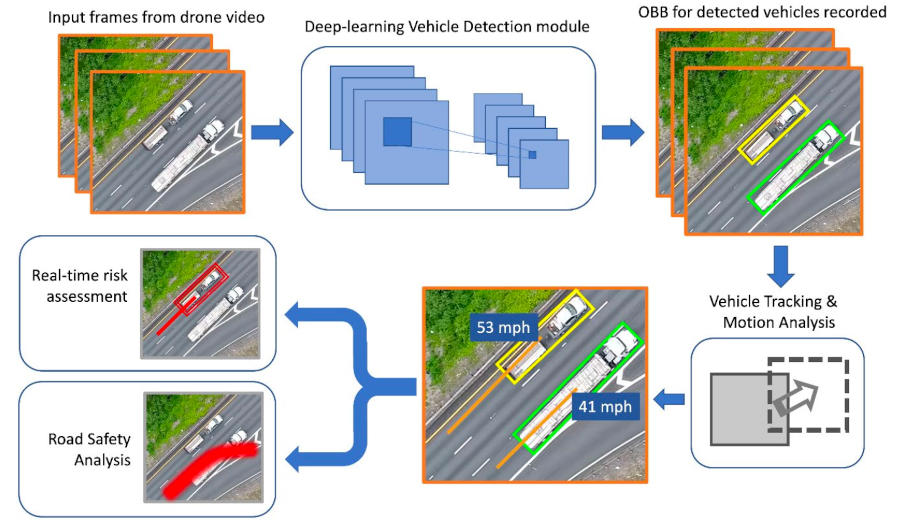 Input frames from drone video
Deep-learning Vehicle Detection module
OBB for detected vehicles recorded
Vehicle Tracking &
Motion Analysis
53 mph
41 mph
Real-time risk
assessment
Road Safety
Analysis